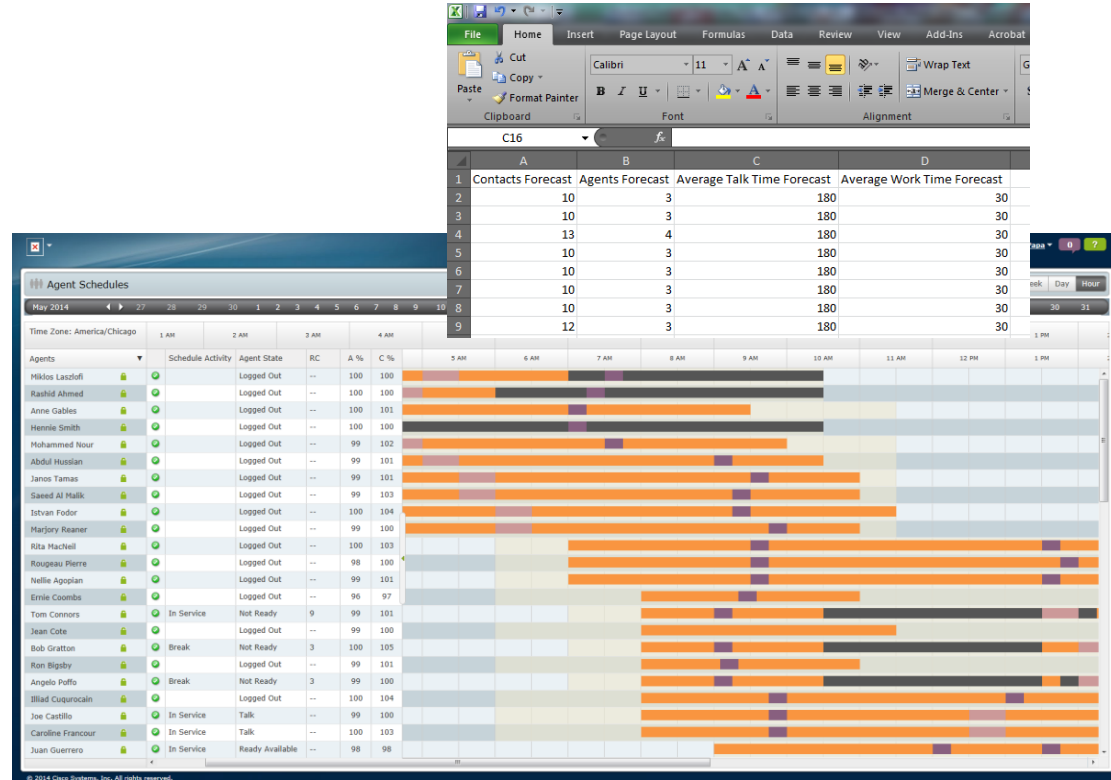 File Home Insert Page Layout Formulas Data Review View Add-Ins Acrobat
Paste
Cut
Copy
Format Painter
Clipboard
Calibri 11 A A
B I U A
Font
Wrap Text
Merge & Center
Alignment
C16 fx
A B C D
1 Contacts Forecast Agents Forecast Average Talk Time Forecast Average Work Time Forecast
2 10 3 180 30
3 10 3 180 30
4 13 4 180 30
5 10 3 180 30
6 10 3 180 30
7 10 3 180 30
8 10 3 180 30
9 12 3 180 30
0 ?
Agent Schedules
Day Hour
May 2014 27 28 29 30 1 2 3 4 5 6 7 8 9 10 30 31
Time Zone: America/Chicago 1 AM 2 AM 3 AM 4 AM 1 PM
Agents Schedule Activity Agent State RC A % C % 5 AM 6 AM 7 AM 8 AM 9 AM 10 AM 11 AM 12 PM 1 PM
Miklos Laszlofi Logged Out -- 100 100
Rashid Ahmed Logged Out -- 100 100
Anne Gables Logged Out -- 100 101
Hennie Smith Logged Out -- 100 100
Mohammed Nour Logged Out -- 99 102
Abdul Hussian Logged Out -- 99 101
Janos Tamas Logged Out -- 99 101
Saeed Al Malik Logged Out -- 99 103
Istvan Fodor Logged Out -- 100 104
Marjory Reaner Logged Out -- 99 100
Rita MacNeil Logged Out -- 100 103
Rougeau Pierre Logged Out -- 98 100
Nellie Agopian Logged Out -- 99 101
Ernie Coombs Logged Out -- 96 97
Tom Connors In Service Not Ready 9 99 101
Jean Cote Logged Out -- 99 100
Bob Gratton Break Not Ready 3 100 105
Ron Bigsby Logged Out -- 99 101
Angelo Poffo Break Not Ready 3 99 100
Illiad Cuqurocain Logged Out -- 100 104
Joe Castillo In Service Talk -- 99 100
Caroline Francour In Service Talk -- 100 103
Juan Guerrero In Service Ready Available -- 98 98
© 2014 Cisco Systems, Inc. All rights reserved.